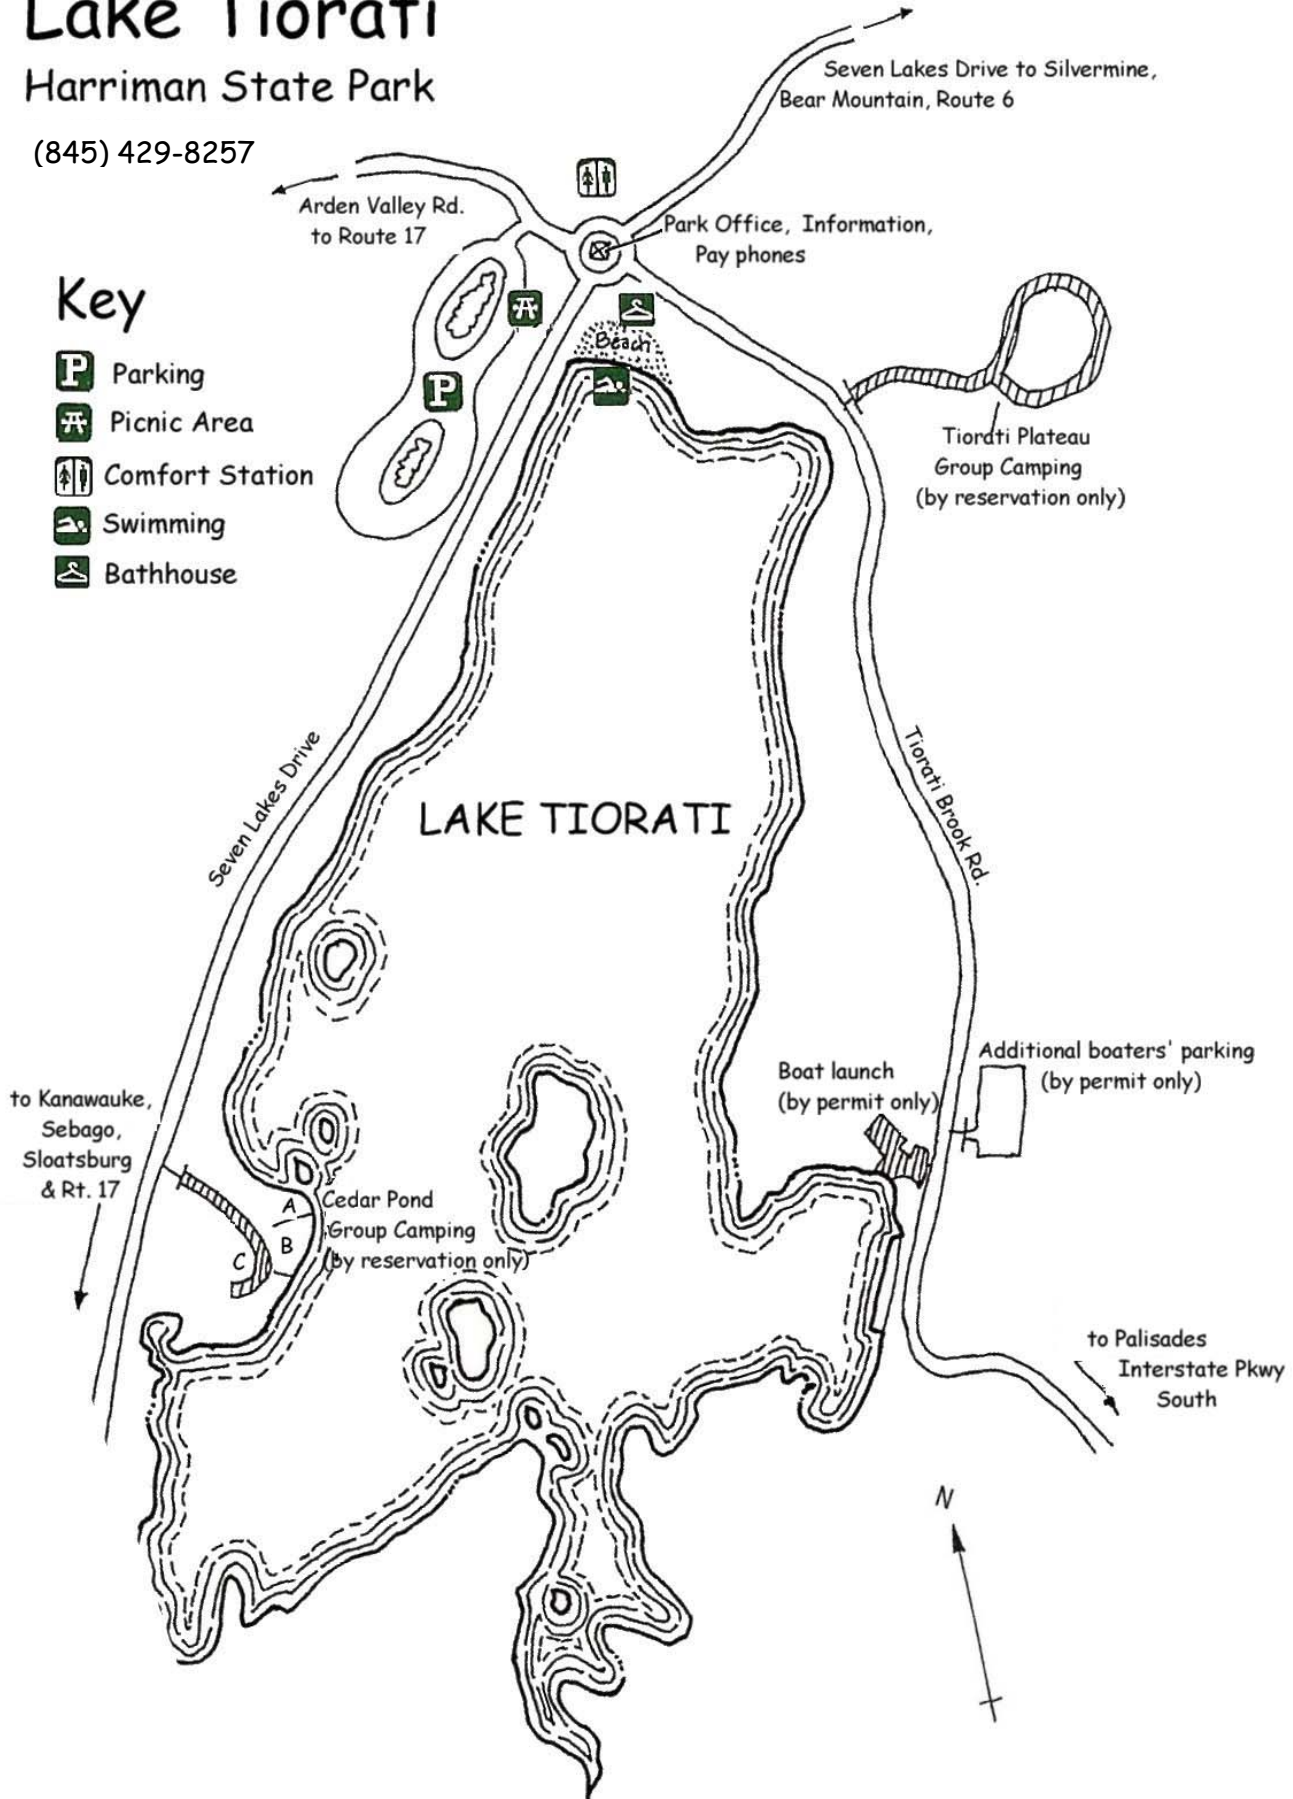 Lake Tiorati
Harriman State Park
(845) 429-8257
Seven Lakes Drive to Silvermine,
Bear Mountain, Route 6
Arden Valley Rd.
to Route 17
Park Office, Information,
Pay phones
Key
P Parking
Picnic Area
Comfort Station
Swimming
Bathhouse
Beach
P
Tiorati Plateau
Group Camping
(by reservation only)
Seven Lakes Drive
LAKE TIORATI
Tiorati Brook Rd.
Additional boaters' parking
(by permit only)
Boat launch
(by permit only)
to Kanawauke,
Sebago,
Sloatsburg
& Rt. 17
A
B
C
Cedar Pond
Group Camping
(by reservation only)
to Palisades
Interstate Pkwy
South
N